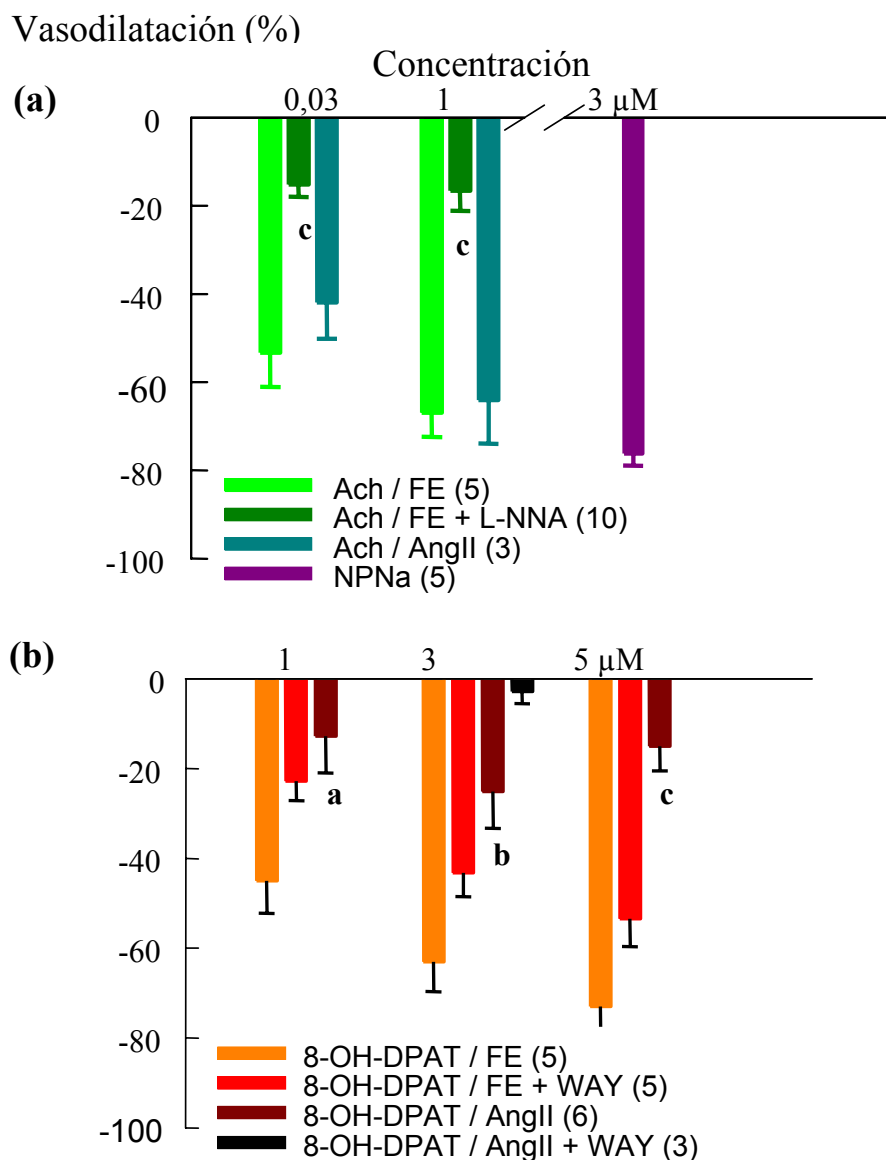 Vasodilatación (%)
Concentración
(a)
0,03 1 3 µM
0
-20
c c
-40
-60
-80
Ach / FE (5)
Ach / FE + L-NNA (10)
Ach / AngII (3)
-100
NPNa (5)
(b)
1 3 5 µM
0
-20
a c
b
-40
-60
-80
8-OH-DPAT / FE (5)
8-OH-DPAT / FE + WAY (5)
8-OH-DPAT / AngII (6)
-100
8-OH-DPAT / AngII + WAY (3)